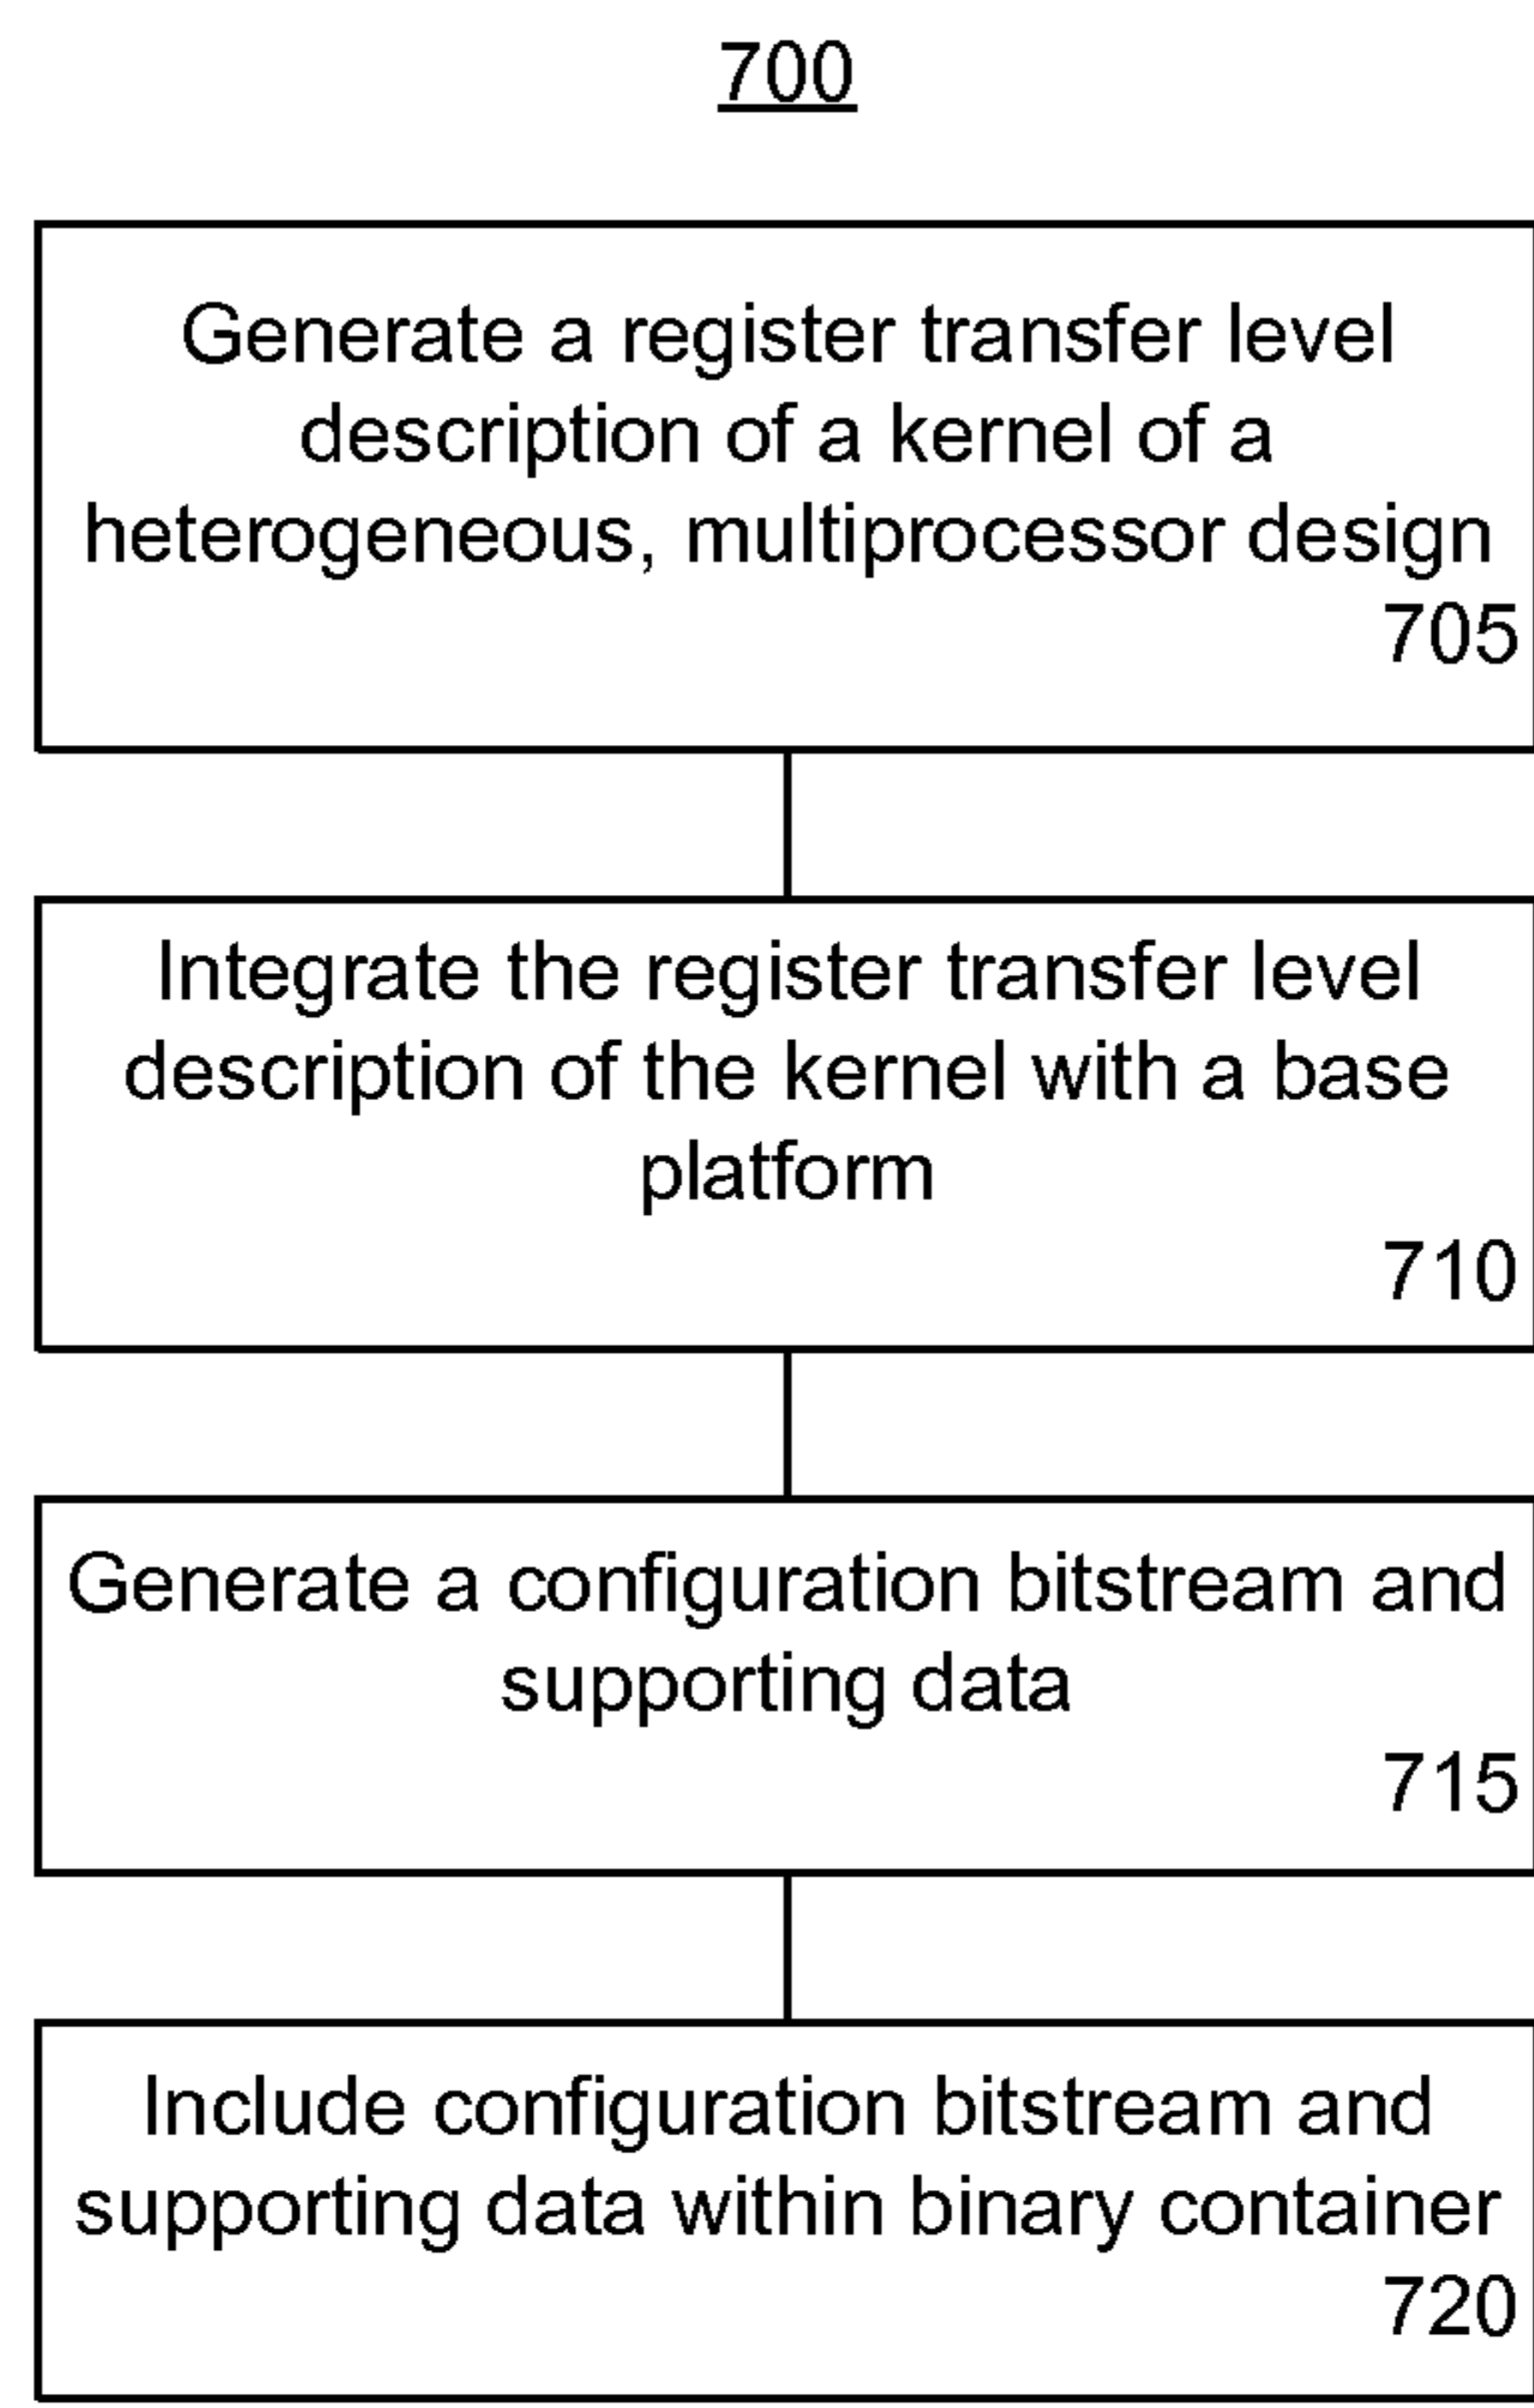 700
Generate a register transfer level
description of a kernel of a
heterogeneous, multiprocessor design
705
Integrate the register transfer level
description of the kernel with a base
platform
710
Generate a configuration bitstream and
supporting data
715
Include configuration bitstream and
supporting data within binary container
720